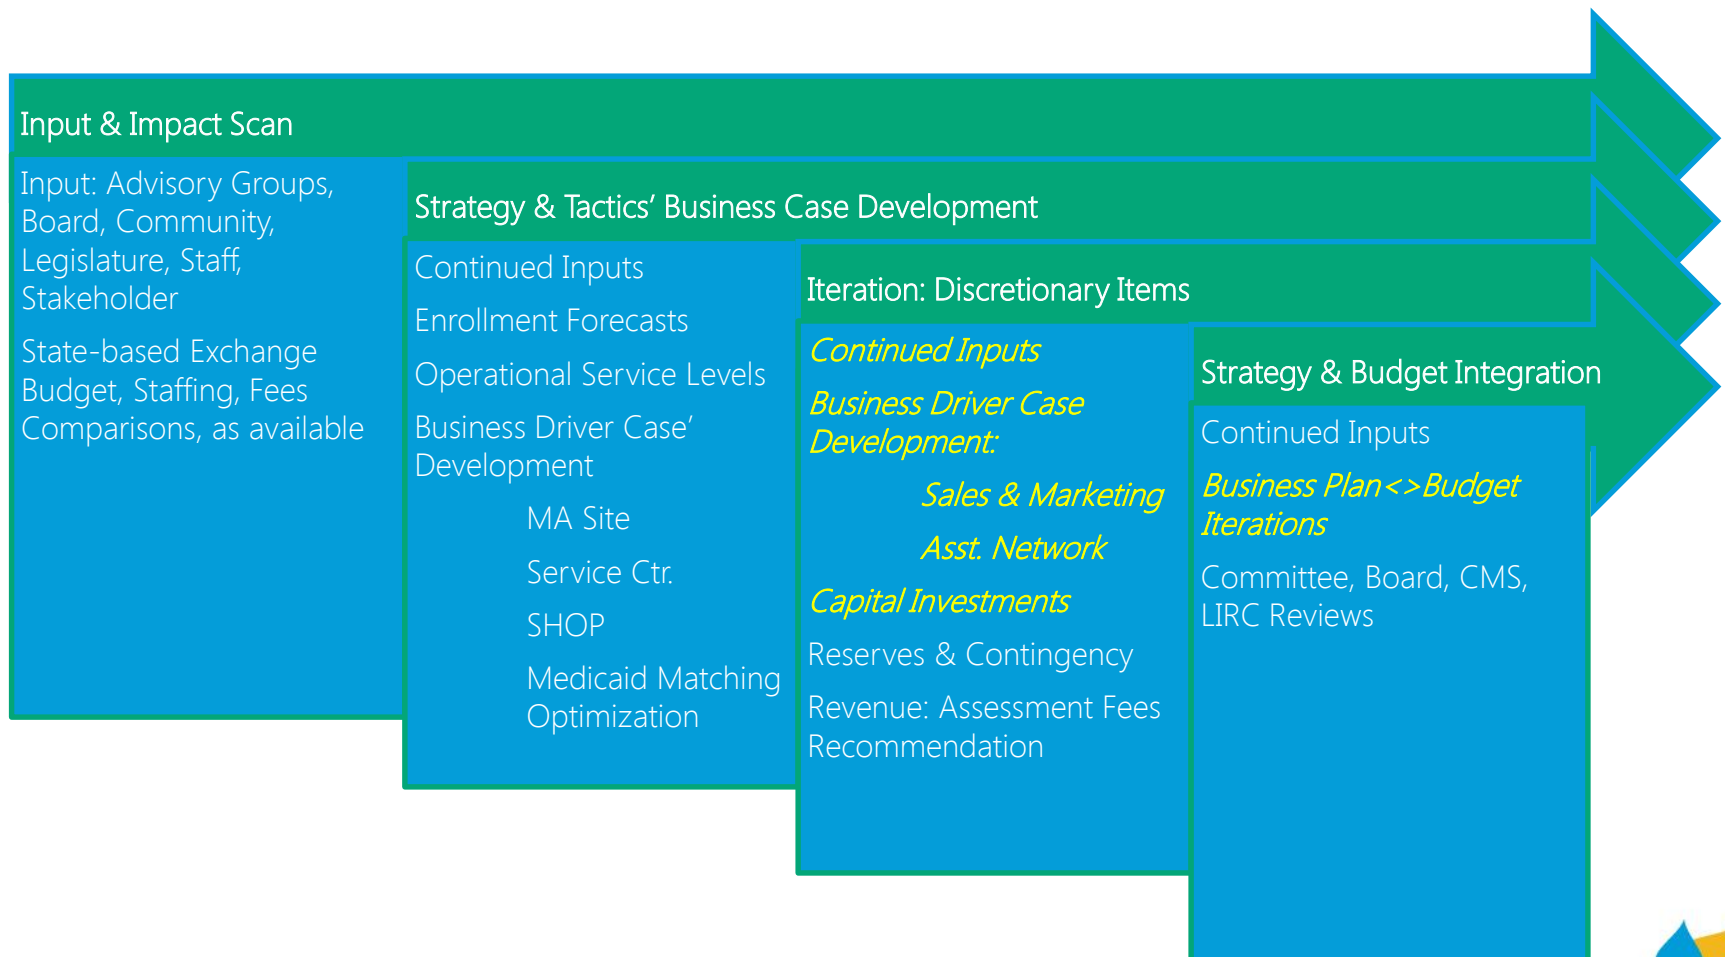 Input & Impact Scan
Input: Advisory Groups,
Board, Community,
Legislature, Staff,
Stakeholder
State-based Exchange
Budget, Staffing, Fees
Comparisons, as available
Strategy & Tactics’ Business Case Development
Continued Inputs
Enrollment Forecasts
Operational Service Levels
Business Driver Case’
Development
MA Site
Service Ctr.
SHOP
Medicaid Matching
Optimization
Iteration: Discretionary Items
Continued Inputs
Business Driver Case
Development:
Sales & Marketing
Asst. Network
Capital Investments
Reserves & Contingency
Revenue: Assessment Fees
Recommendation
Strategy & Budget Integration
Continued Inputs
Business Plan<>Budget
Iterations
Committee, Board, CMS,
LIRC Reviews